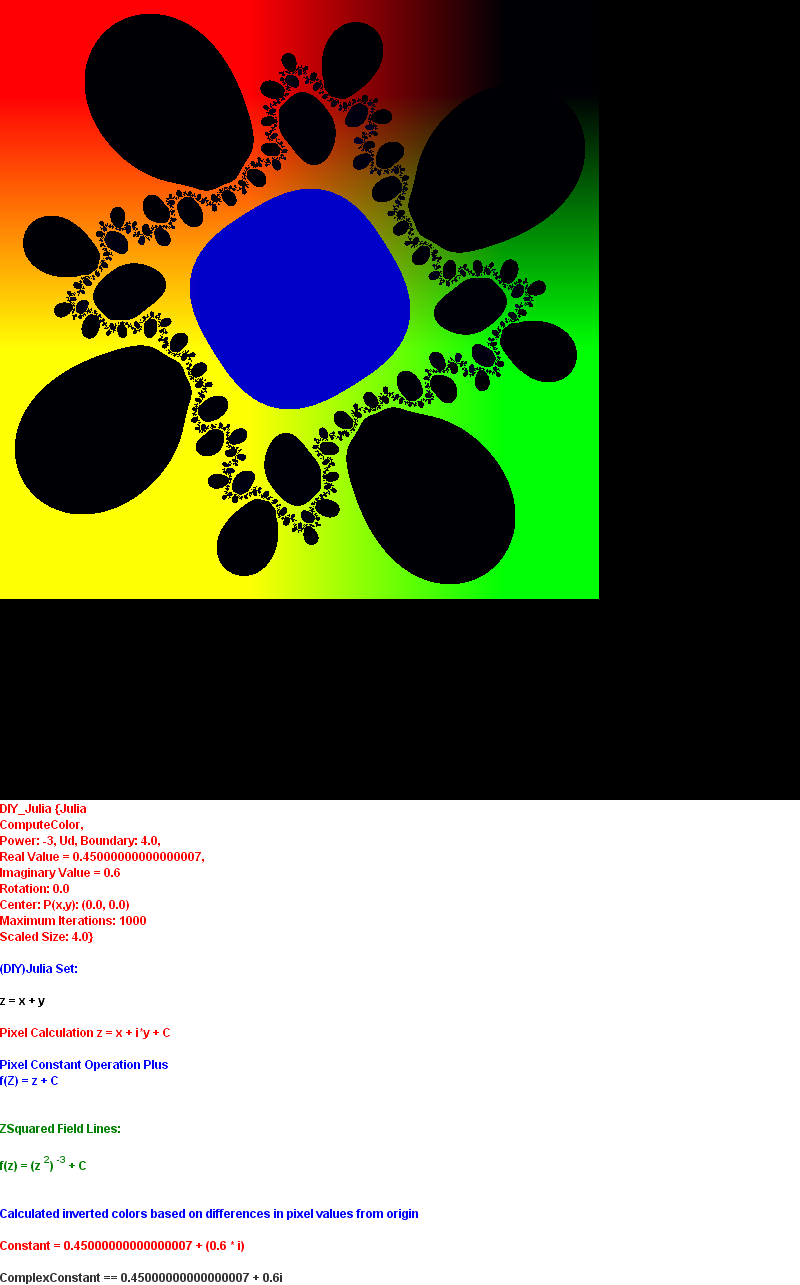 DIY_Julia {Julia
ComputeColor,
Power: -3, Ud, Boundary: 4.0,
Real Value = 0.45000000000000007,
Imaginary Value = 0.6
Rotation: 0.0
Center: P(x,y): (0.0, 0.0)
Maximum Iterations: 1000
Scaled Size: 4.0}
(DIY)Julia Set:
z = x + y
Pixel Calculation z = x + i*y + C
Pixel Constant Operation Plus
f(Z) = z + C
ZSquared Field Lines:
f(z) = (z 2) -3 + C
Calculated inverted colors based on differences in pixel values from origin
Constant = 0.45000000000000007 + (0.6 * i)
ComplexConstant == 0.45000000000000007 + 0.6i